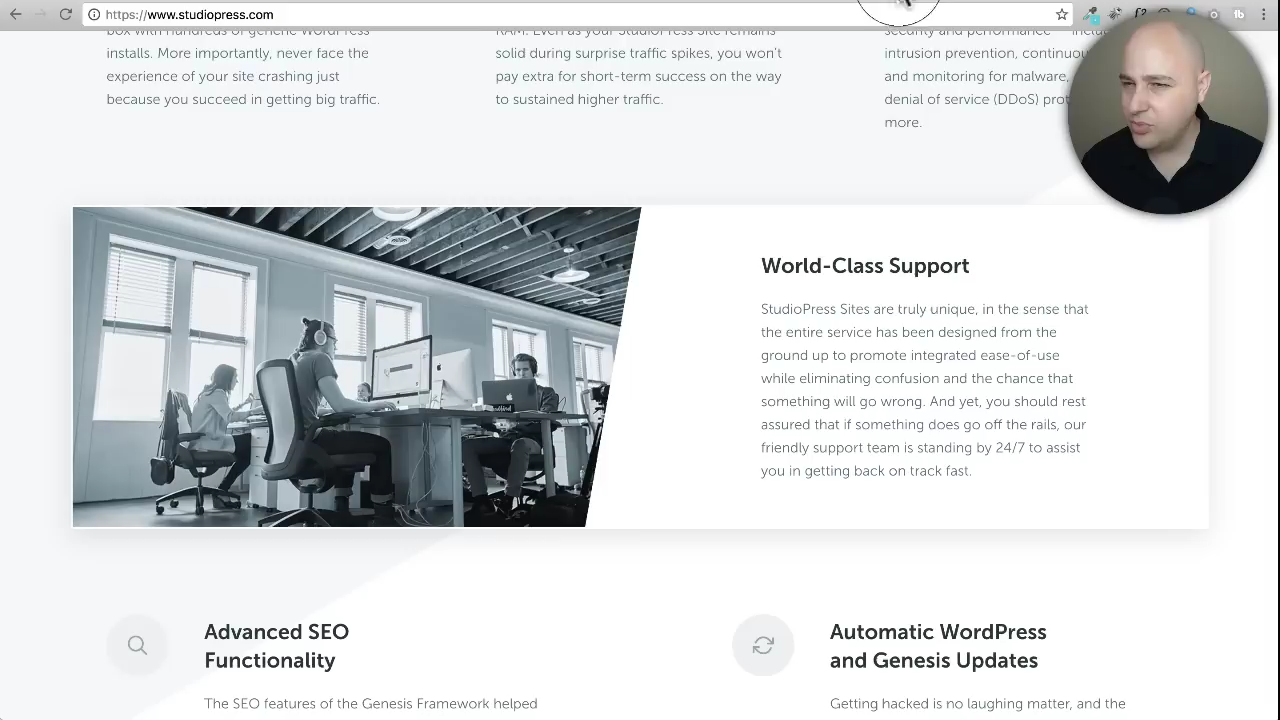 https://www.studiopress.com
box with hundreds of generic WordPress
installs. More importantly, never face the
experience of your site crashing just
because you succeed in getting big traffic.
RAM. Even as your StudioPress Site remains
solid during surprise traffic spikes, you won't
pay extra for short-term success on the way
to sustained higher traffic.
security and performance
intrusion prevention, continuou
and monitoring for malware,
denial of service (DDoS) prot
more.
World-Class Support
StudioPress Sites are truly unique, in the sense that
the entire service has been designed from the
ground up to promote integrated ease-of-use
while eliminating confusion and the chance that
something will go wrong. And yet, you should rest
assured that if something does go off the rails, our
friendly support team is standing by 24/7 to assist
you in getting back on track fast.
Advanced SEO
Functionality
The SEO features of the Genesis Framework helped
Automatic WordPress
and Genesis Updates
Getting hacked is no laughing matter, and the